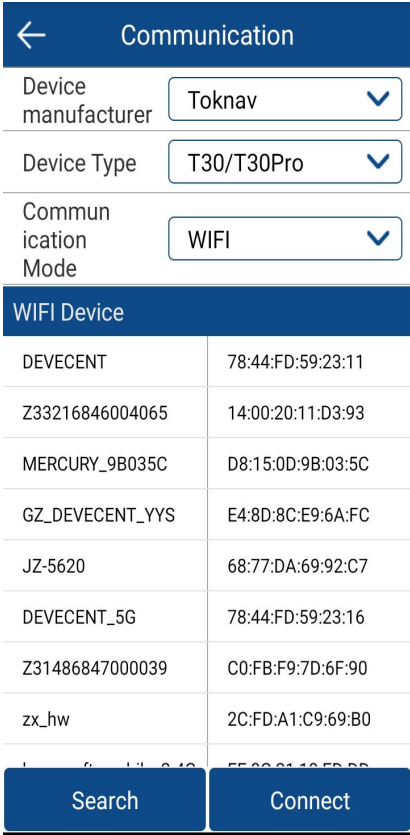 Communication
Device
manufacturer
Toknav
Device Type
T30/T30Pro
Commun
ication
Mode
WIFI
WIFI Device
DEVECENT 78:44:FD:59:23:11
Z33216846004065 14:00:20:11:D3:93
MERCURY_9B035C D8:15:0D:9B:03:5C
GZ_DEVECENT_YYS E4:8D:8C:E9:6A:FC
JZ-5620 68:77:DA:69:92:C7
DEVECENT_5G 78:44:FD:59:23:16
Z31486847000039 C0:FB:F9:7D:6F:90
zx_hw 2C:FD:A1:C9:69:B0
Search Connect